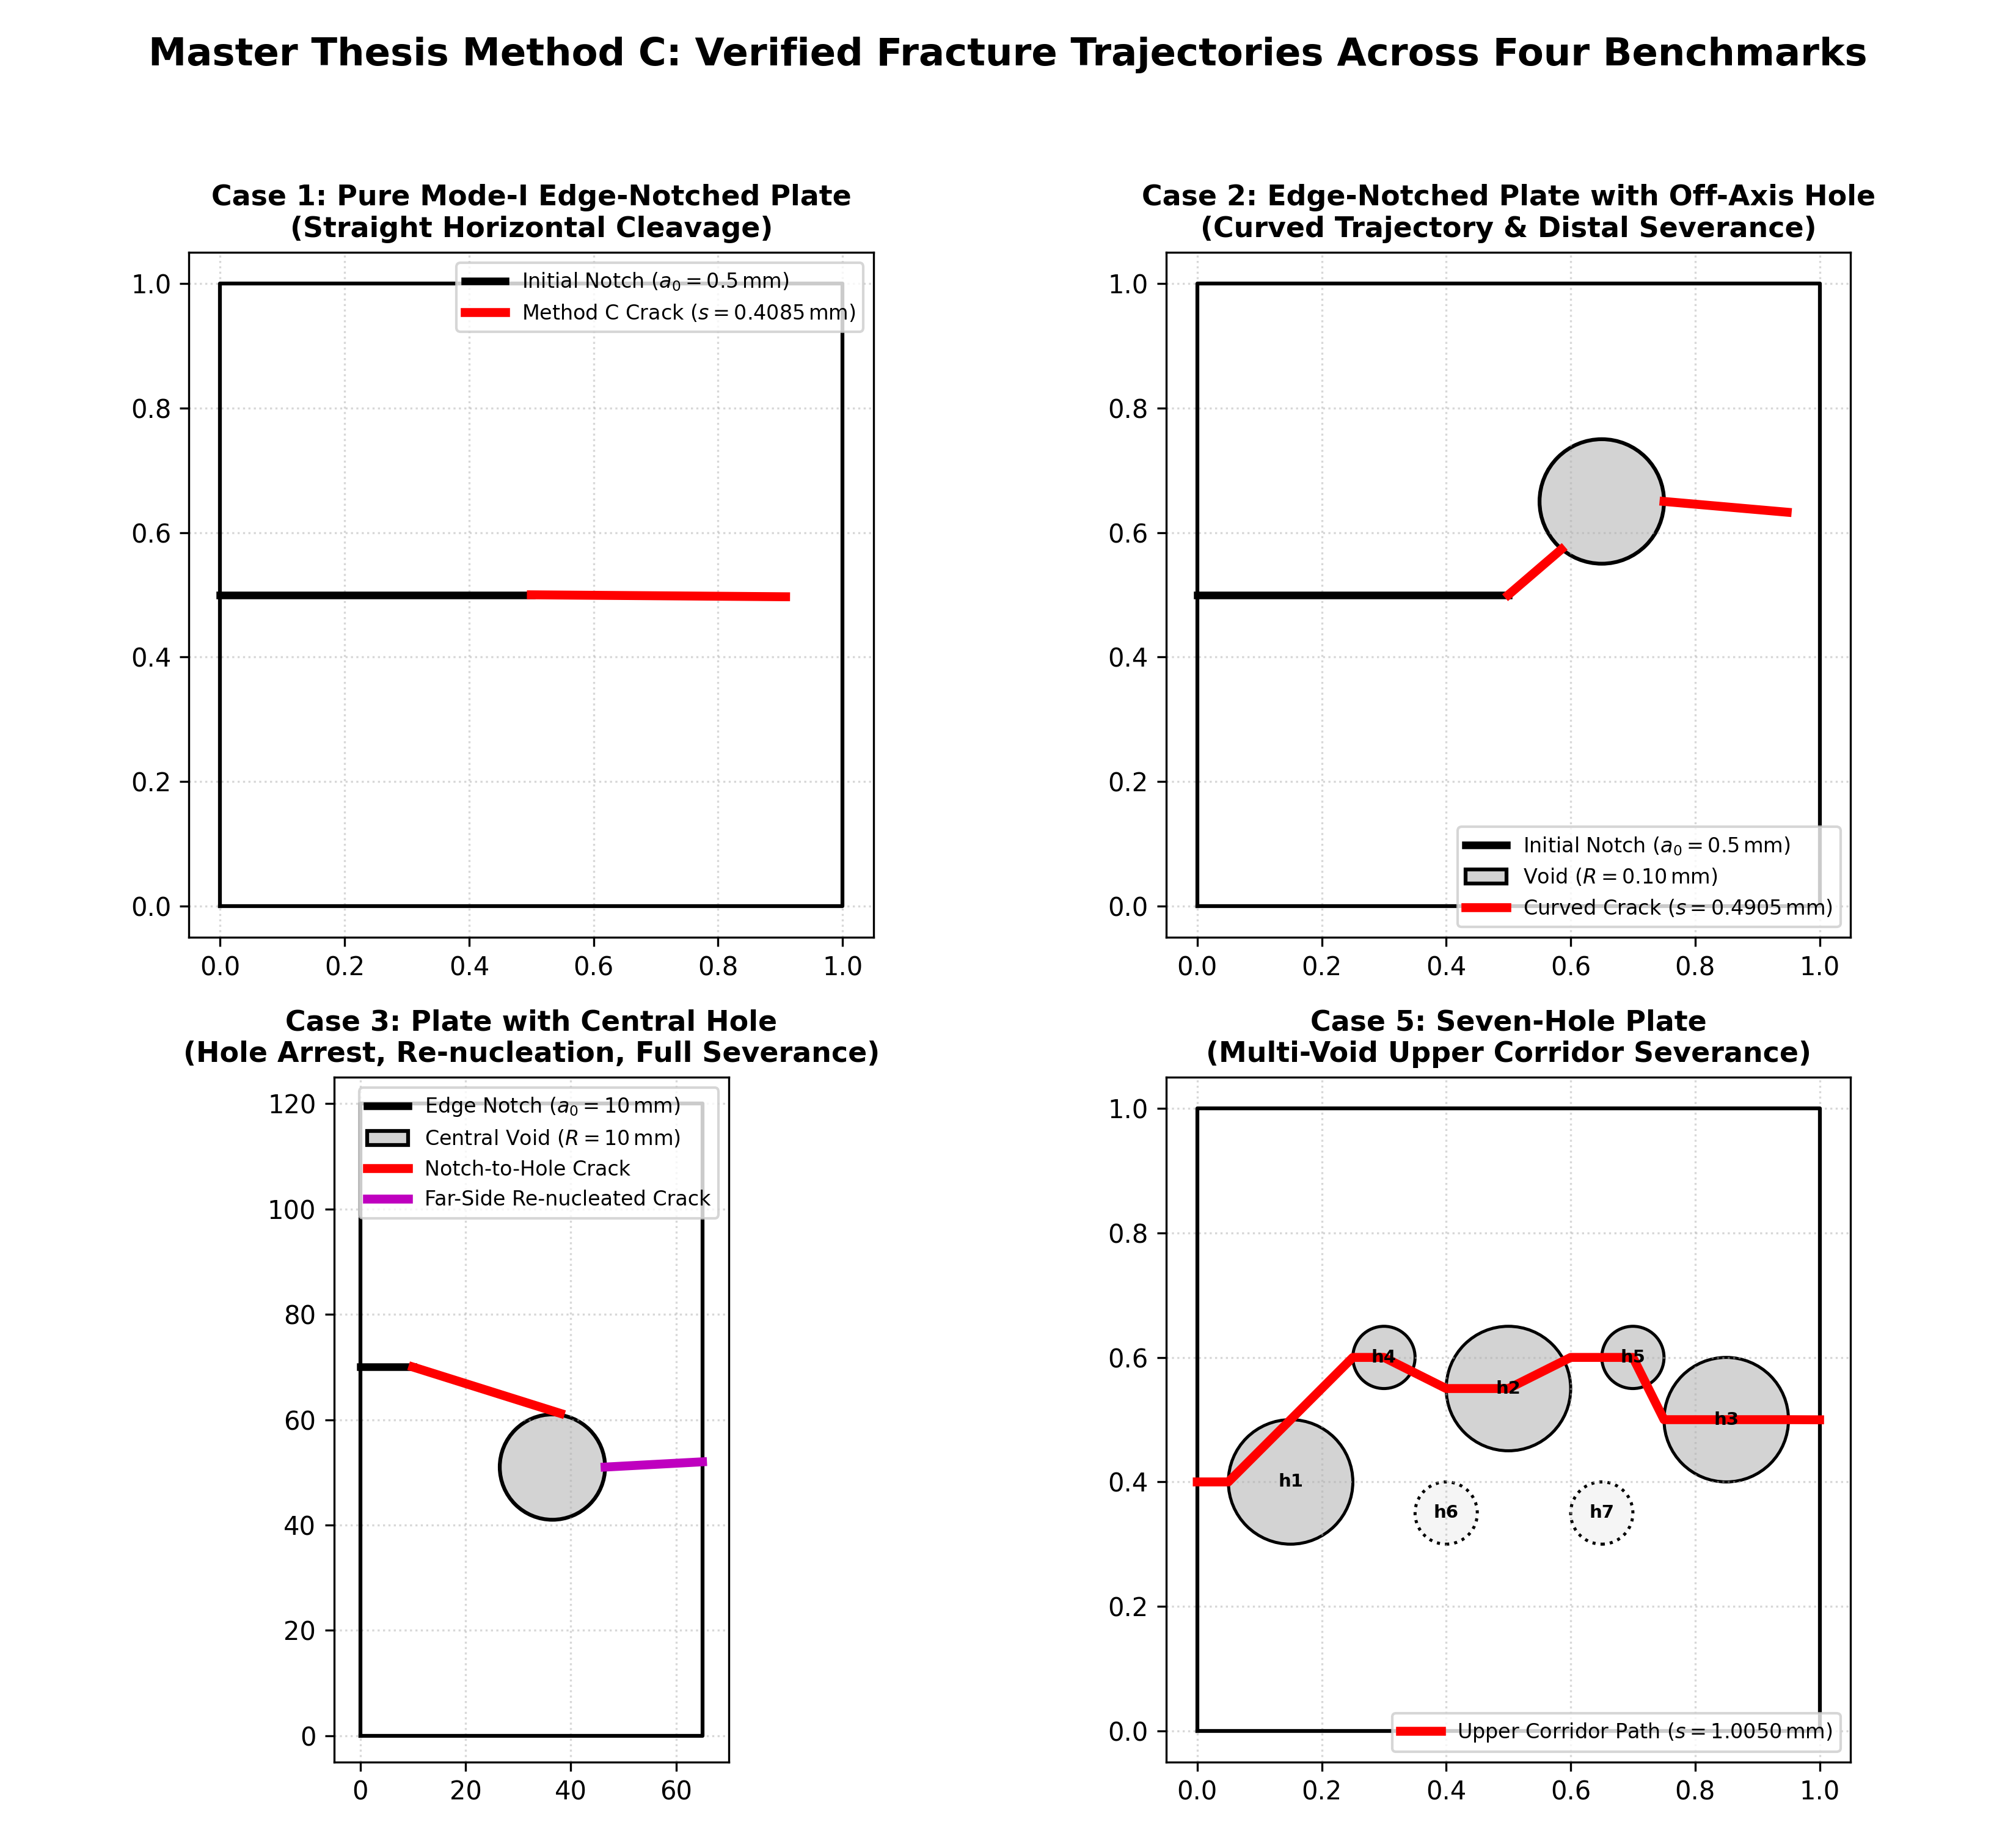 Master Thesis Method C: Verified Fracture Trajectories Across Four Benchmarks
Case 1: Pure Mode-I Edge-Notched Plate
(Straight Horizontal Cleavage)
Initial Notch (a₀ = 0.5 mm)
Method C Crack (s = 0.4085 mm)
1.0
0.8
0.6
0.4
0.2
0.0
0.0 0.2 0.4 0.6 0.8 1.0
Case 2: Edge-Notched Plate with Off-Axis Hole
(Curved Trajectory & Distal Severance)
1.0
0.8
0.6
0.4
0.2
0.0
Initial Notch (a₀ = 0.5 mm)
Void (R = 0.10 mm)
Curved Crack (s = 0.4905 mm)
0.0 0.2 0.4 0.6 0.8 1.0
Case 3: Plate with Central Hole
(Hole Arrest, Re-nucleation, Full Severance)
Edge Notch (a₀ = 10 mm)
Central Void (R = 10 mm)
Notch-to-Hole Crack
Far-Side Re-nucleated Crack
120
100
80
60
40
20
0
0 20 40 60
Case 5: Seven-Hole Plate
(Multi-Void Upper Corridor Severance)
1.0
0.8
0.6
0.4
0.2
0.0
h4
h5
h2
h3
h1
h6
h7
Upper Corridor Path (s = 1.0050 mm)
0.0 0.2 0.4 0.6 0.8 1.0